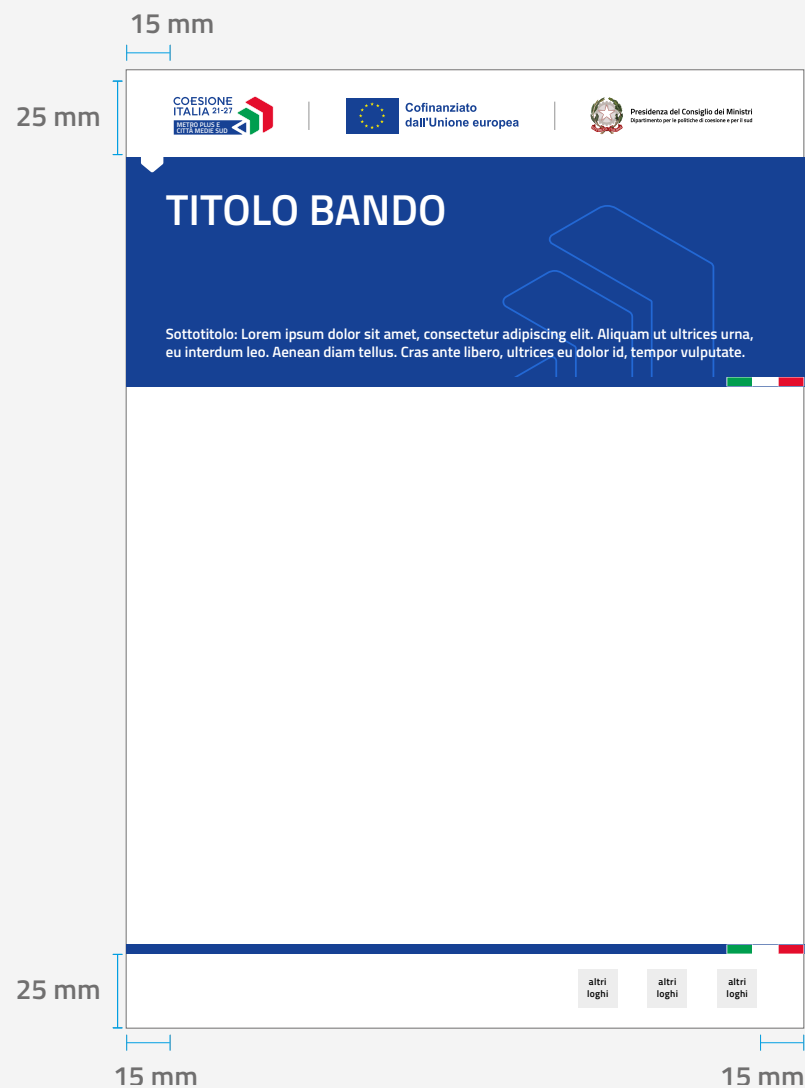 15 mm
25 mm
COESIONE
ITALIA 21-27
METRO PLUS E
CITTÀ MEDIE SUD
Cofinanziato
dall'Unione europea
Presidenza del Consiglio dei Ministri
Dipartimento per le politiche di coesione e per il sud
TITOLO BANDO
Sottotitolo: Lorem ipsum dolor sit amet, consectetur adipiscing elit. Aliquam ut ultrices urna,
eu interdum leo. Aenean diam tellus. Cras ante libero, ultrices eu dolor id, tempor vulputate.
25 mm
altri
loghi
altri
loghi
altri
loghi
15 mm
15 mm